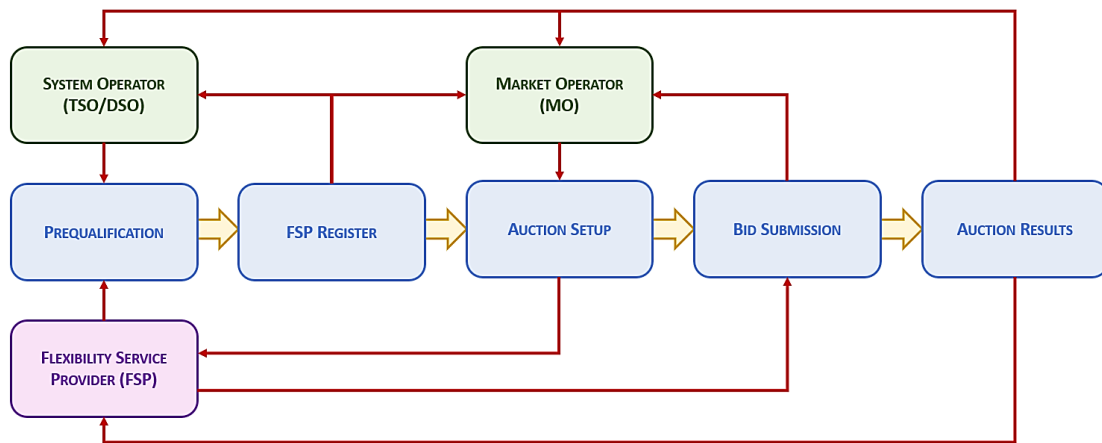 System Operator
(TSO/DSO)
Market Operator
(MO)
Prequalification
FSP Register
Auction Setup
Bid Submission
Auction Results
Flexibility Service
Provider (FSP)